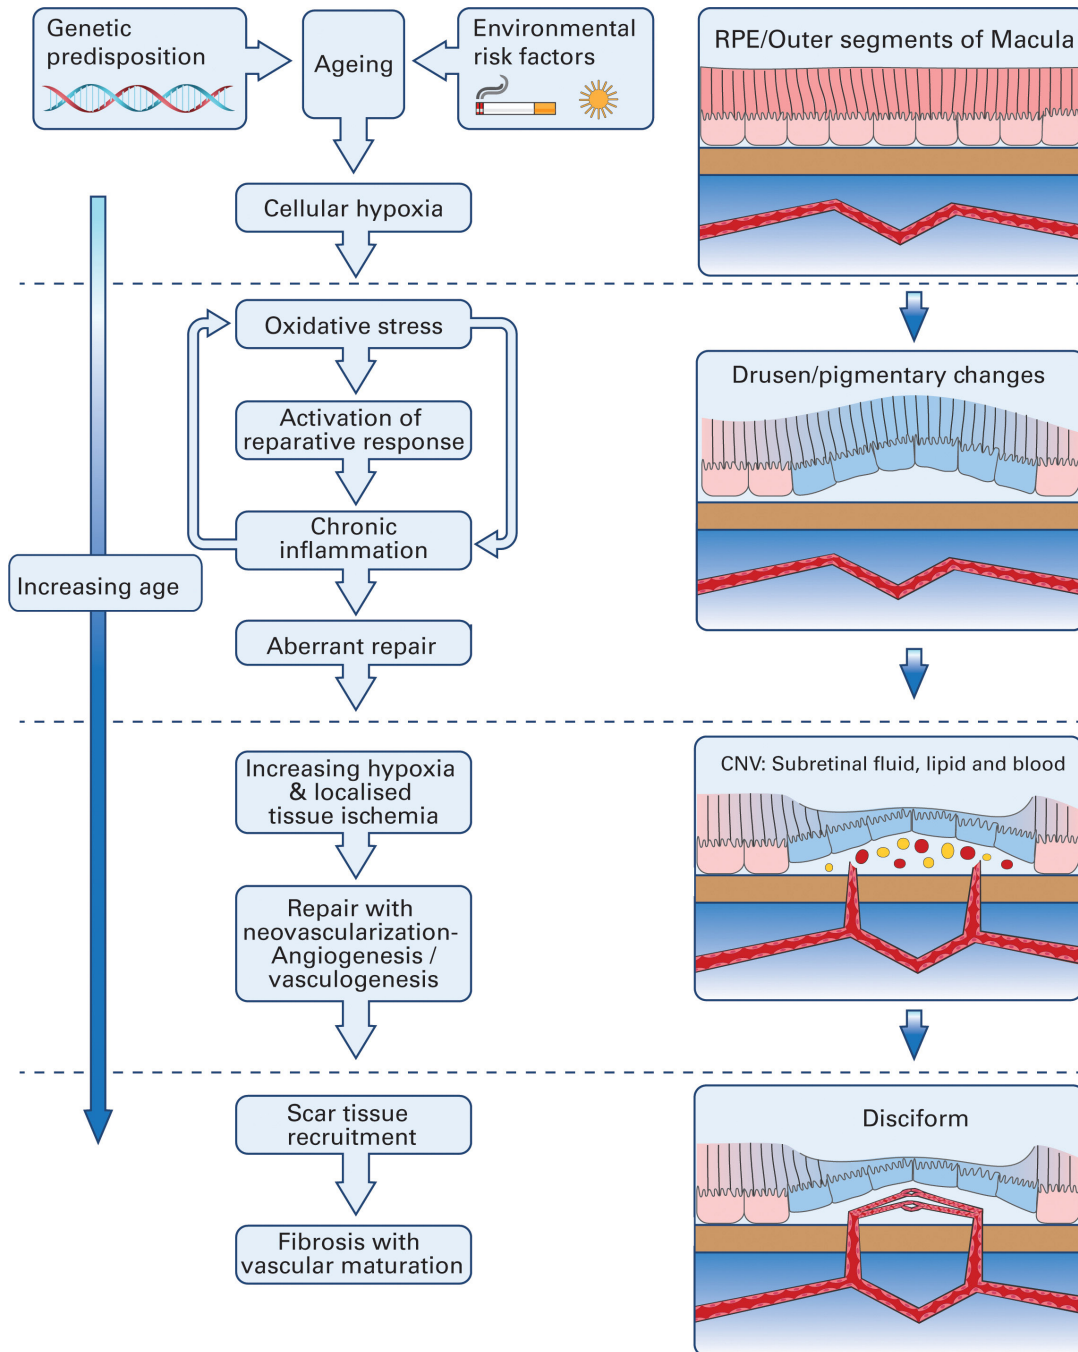 Genetic
predisposition
Ageing
Environmental
risk factors
RPE/Outer segments of Macula
Cellular hypoxia
Oxidative stress
Activation of
reparative response
Chronic
inflammation
Aberrant repair
Increasing age
Drusen/pigmentary changes
Increasing hypoxia
& localised
tissue ischemia
Repair with
neovascularization-
Angiogenesis /
vasculogenesis
CNV: Subretinal fluid, lipid and blood
Scar tissue
recruitment
Fibrosis with
vascular maturation
Disciform